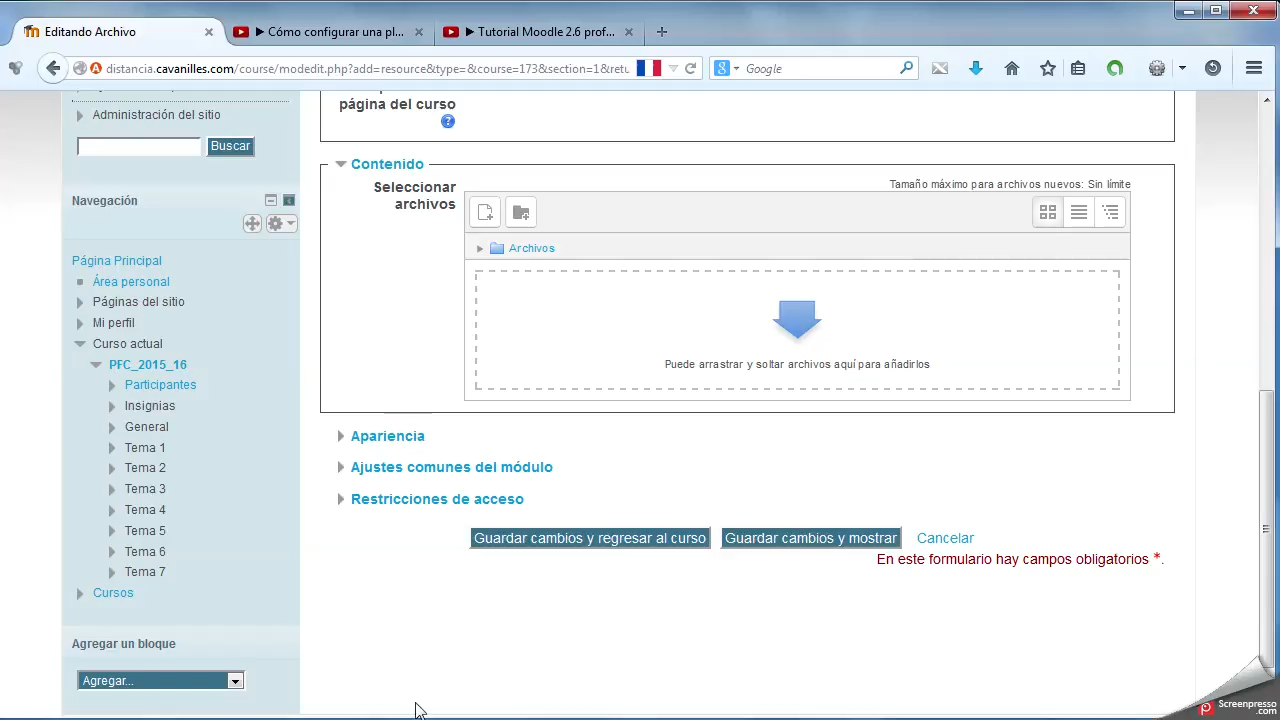 Editando Archivo
Cómo configurar una pl...
Tutorial Moodle 2.6 prof...
distancia.cavanilles.com/course/modedit.php?add=resource&type=&course=173&section=1&retu
Google
Administración del sitio
Buscar
Navegación
Página Principal
Área personal
Páginas del sitio
Mi perfil
Curso actual
PFC_2015_16
Participantes
Insignias
General
Tema 1
Tema 2
Tema 3
Tema 4
Tema 5
Tema 6
Tema 7
Cursos
Agregar un bloque
Agregar...
página del curso
Contenido
Seleccionar
archivos
Tamaño máximo para archivos nuevos: Sin límite
Archivos
Puede arrastrar y soltar archivos aquí para añadirlos
Apariencia
Ajustes comunes del módulo
Restricciones de acceso
Guardar cambios y regresar al curso
Guardar cambios y mostrar
Cancelar
En este formulario hay campos obligatorios *.
Screenpresso
.com